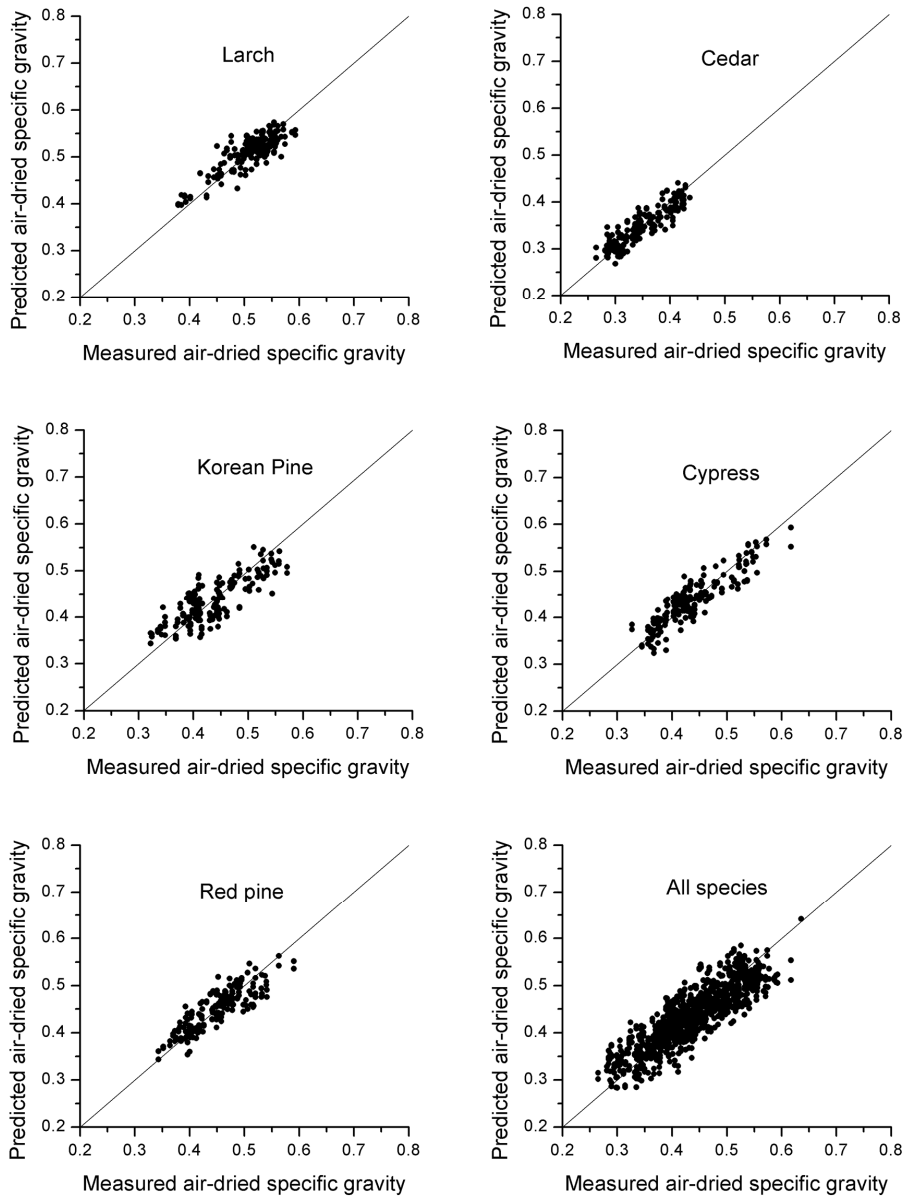 Larch
Predicted air-dried specific gravity
0.8
0.7
0.6
0.5
0.4
0.3
0.2
0.2 0.3 0.4 0.5 0.6 0.7 0.8
Measured air-dried specific gravity
Cedar
Predicted air-dried specific gravity
0.8
0.7
0.6
0.5
0.4
0.3
0.2
0.2 0.3 0.4 0.5 0.6 0.7 0.8
Measured air-dried specific gravity
Korean Pine
Predicted air-dried specific gravity
0.8
0.7
0.6
0.5
0.4
0.3
0.2
0.2 0.3 0.4 0.5 0.6 0.7 0.8
Measured air-dried specific gravity
Cypress
Predicted air-dried specific gravity
0.8
0.7
0.6
0.5
0.4
0.3
0.2
0.2 0.3 0.4 0.5 0.6 0.7 0.8
Measured air-dried specific gravity
Red pine
Predicted air-dried specific gravity
0.8
0.7
0.6
0.5
0.4
0.3
0.2
0.2 0.3 0.4 0.5 0.6 0.7 0.8
Measured air-dried specific gravity
All species
Predicted air-dried specific gravity
0.8
0.7
0.6
0.5
0.4
0.3
0.2
0.2 0.3 0.4 0.5 0.6 0.7 0.8
Measured air-dried specific gravity